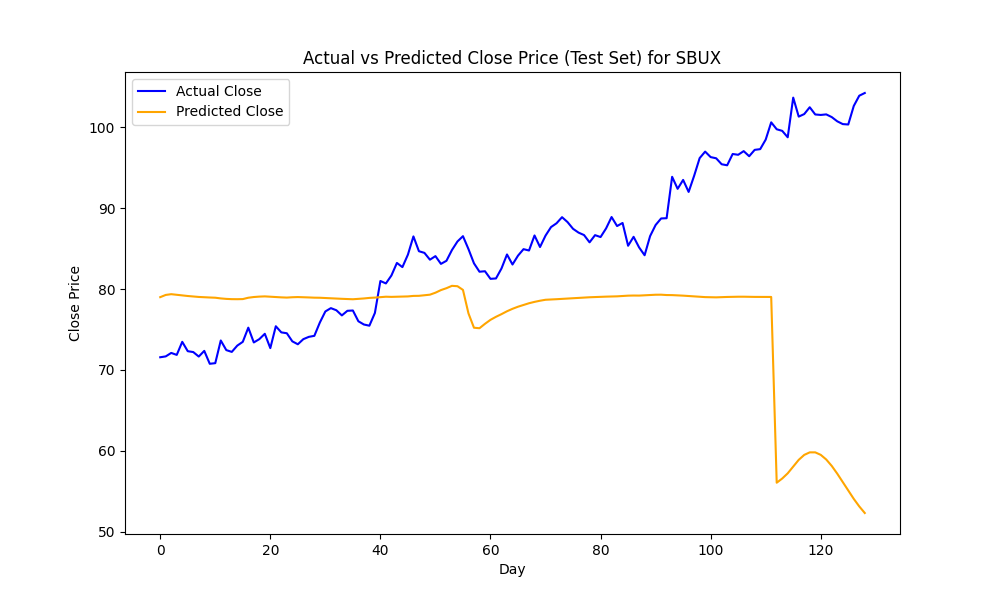 Actual vs Predicted Close Price (Test Set) for SBUX
Actual Close
Predicted Close
100
90
80
70
60
50
Close Price
0 20 40 60 80 100 120
Day